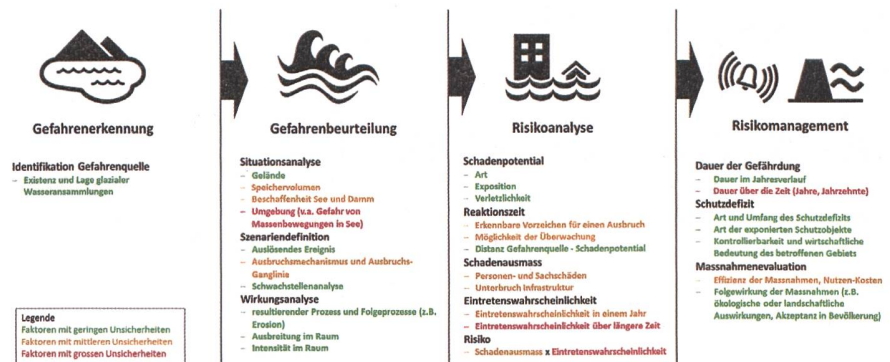 Gefahrenerkennung
Identifikation Gefahrenquelle
– Existenz und Lage glazialer
Wasseransammlungen
Legende
Faktoren mit geringen Unsicherheiten
Faktoren mit mittleren Unsicherheiten
Faktoren mit grossen Unsicherheiten
Gefahrenbeurteilung
Situationsanalyse
– Gelände
– Speichervolumen
– Beschaffenheit See und Damm
– Umgebung (v.a. Gefahr von
Massenbewegungen in See)
Szenariendefinition
– Auslösendes Ereignis
– Ausbruchsmechanismus und Ausbruchs-
Ganglinie
– Schwachstellenanalyse
Wirkungsanalyse
– resultierender Prozess und Folgeprozesse (z.B.
Erosion)
– Ausbreitung im Raum
– Intensität im Raum
Risikoanalyse
Schadenpotential
– Art
– Exposition
– Verletzlichkeit
Reaktionszeit
– Erkennbare Vorzeichen für einen Ausbruch
– Möglichkeit der Überwachung
– Distanz Gefahrenquelle - Schadenpotential
Schadenausmass
– Personen- und Sachschäden
– Unterbruch Infrastruktur
Eintretenswahrscheinlichkeit
– Eintretenswahrscheinlichkeit in einem Jahr
– Eintretenswahrscheinlichkeit über längere Zeit
Risiko
– Schadenausmass x Eintretenswahrscheinlichkeit
Risikomanagement
Dauer der Gefährdung
– Dauer im Jahresverlauf
– Dauer über die Zeit (Jahre, Jahrzehnte)
Schutzdefizit
– Art und Umfang des Schutzdefizits
– Art der exponierten Schutzobjekte
– Kontrollierbarkeit und wirtschaftliche
Bedeutung des betroffenen Gebiets
Massnahmenevaluation
– Effizienz der Massnahmen, Nutzen-Kosten
– Folgewirkung der Massnahmen (z.B.
ökologische oder landschaftliche
Auswirkungen, Akzeptanz in Bevölkerung)